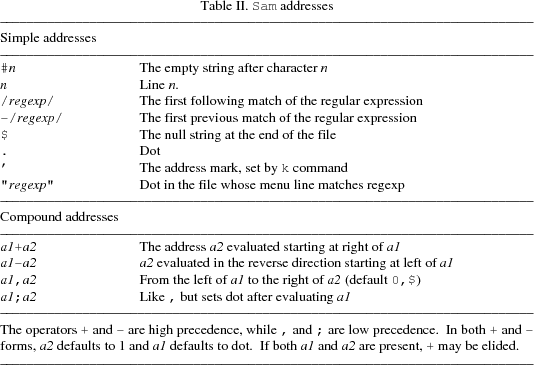 Table II. Sam addresses
Simple addresses
#n The empty string after character n
n Line n.
/regexp/ The first following match of the regular expression
−/regexp/ The first previous match of the regular expression
$ The null string at the end of the file
. Dot
’ The address mark, set by k command
"regexp" Dot in the file whose menu line matches regexp
Compound addresses
a1+a2 The address a2 evaluated starting at right of a1
a1−a2 a2 evaluated in the reverse direction starting at left of a1
a1,a2 From the left of a1 to the right of a2 (default 0,$)
a1;a2 Like , but sets dot after evaluating a1
The operators + and − are high precedence, while , and ; are low precedence. In both + and −
forms, a2 defaults to 1 and a1 defaults to dot. If both a1 and a2 are present, + may be elided.